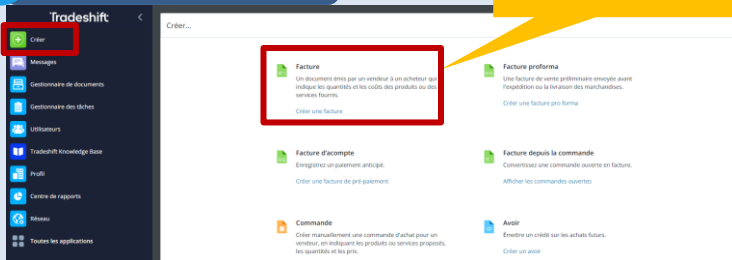 Tradeshift
Créer
Messages
Gestionnaire de documents
Gestionnaire des tâches
Utilisateurs
Tradeshift Knowledge Base
Profil
Centre de rapports
Réseau
Toutes les applications
Créer...
Facture
Un document émis par un vendeur à un acheteur qui
indique les quantités et les coûts des produits ou des
services fournis.
Créer une facture
Facture proforma
Une facture de vente préliminaire envoyée avant
l'expédition ou la livraison des marchandises.
Créer une facture pro forma
Facture d'acompte
Enregistrez un paiement anticipé.
Créer une facture de pré-paiement
Facture depuis la commande
Convertissez une commande ouverte en facture.
Afficher les commandes ouvertes
Commande
Créer manuellement une commande d'achat pour un
vendeur, en indiquant les produits ou services proposés,
les quantités et les prix.
Avoir
Émettre un crédit sur les achats futurs.
Créer un avoir